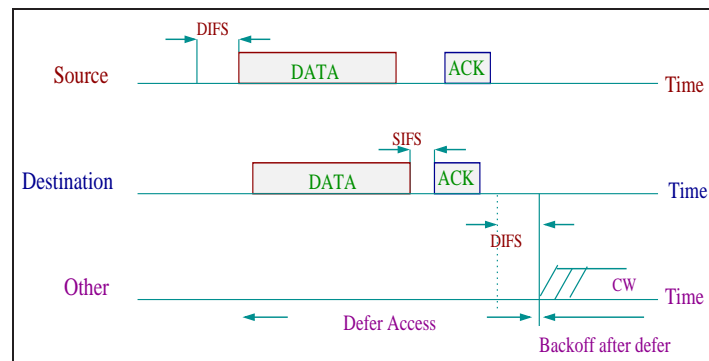 DIFS
Source
DATA
ACK
Time
SIFS
Destination
DATA
ACK
Time
DIFS
Other
CW
Time
Defer Access
Backoff after defer